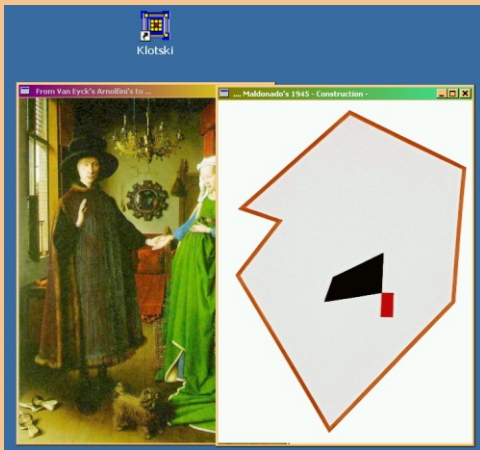 Klotski
From Van Eyck's Arnolfini's to ...
.... Maldonado's 1945 - Construction -